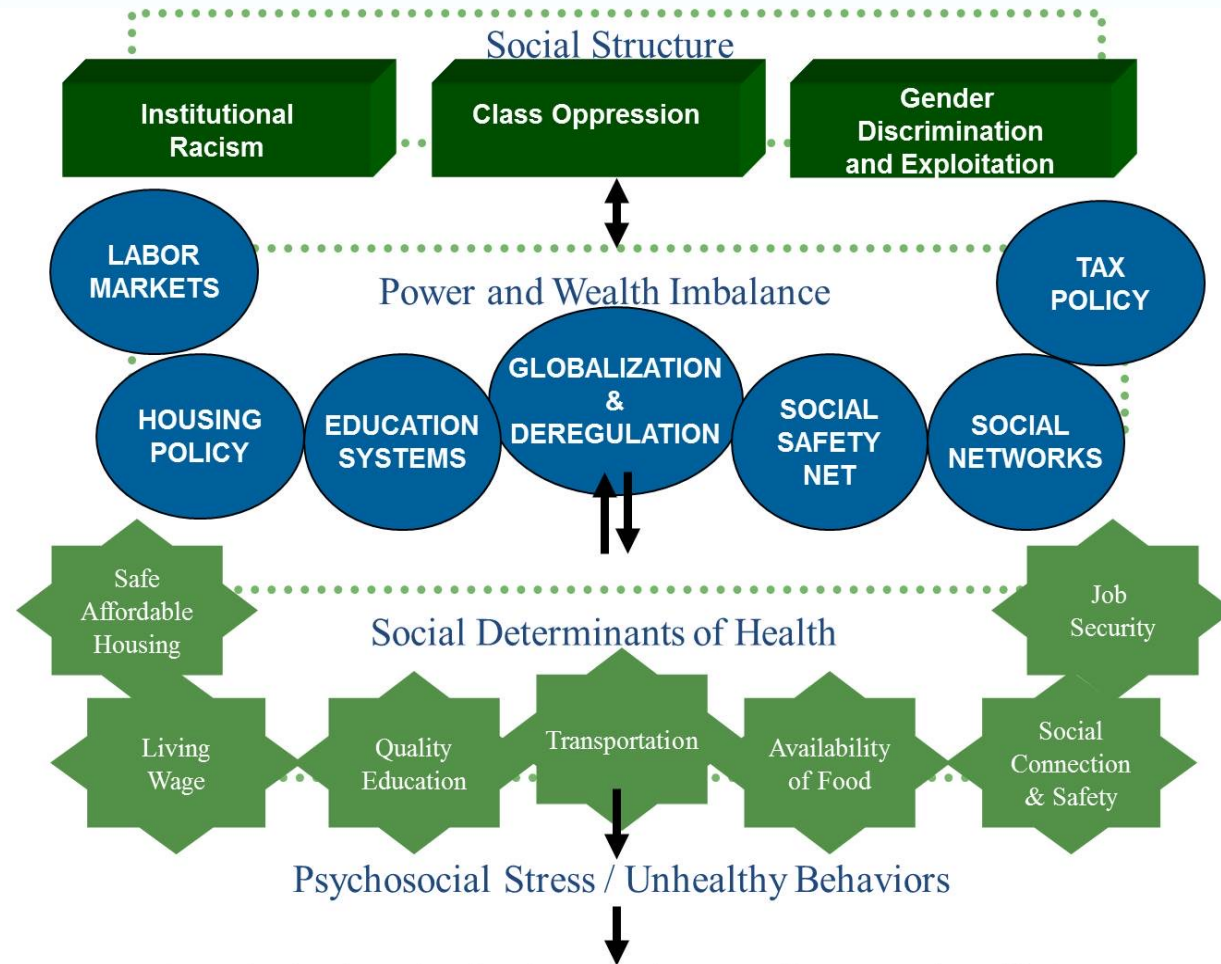 Social Structure
Institutional
Racism
Class Oppression
Gender
Discrimination
and Exploitation
LABOR
MARKETS
Power and Wealth Imbalance
TAX
POLICY
HOUSING
POLICY
EDUCATION
SYSTEMS
GLOBALIZATION
&
DEREGULATION
SOCIAL
SAFETY
NET
SOCIAL
NETWORKS
Safe
Affordable
Housing
Social Determinants of Health
Job
Security
Living
Wage
Quality
Education
Transportation
Availability
of Food
Social
Connection
& Safety
Psychosocial Stress / Unhealthy Behaviors